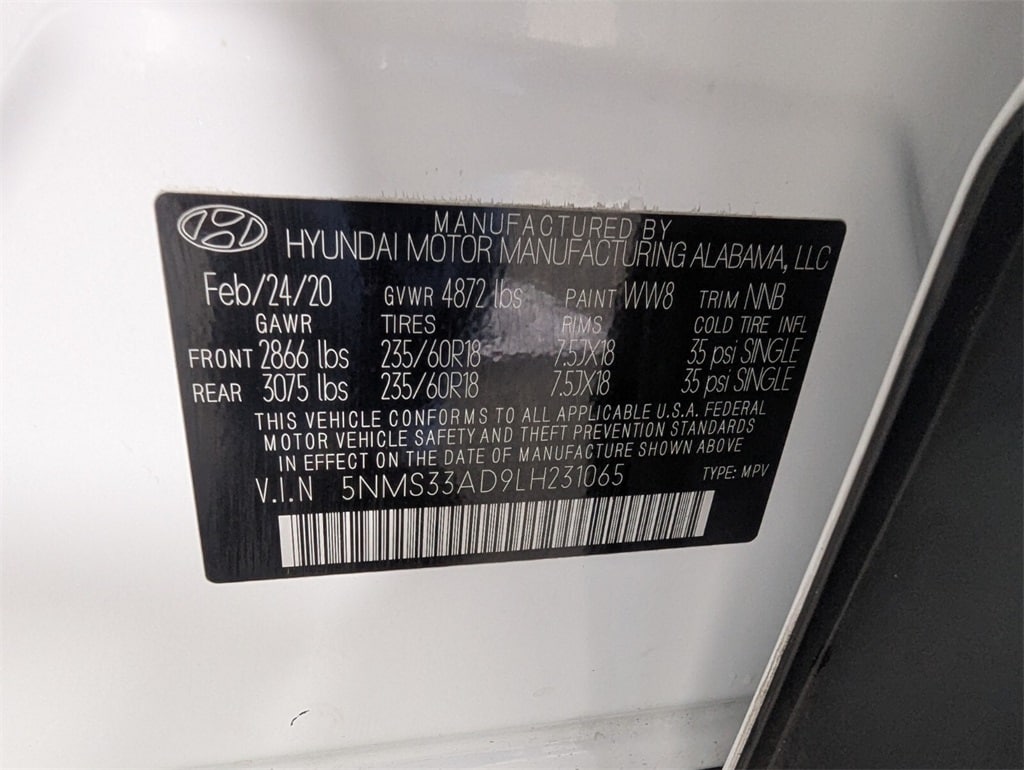 MANUFACTURED BY
HYUNDAI MOTOR MANUFACTURING ALABAMA, LLC
Feb/24/20 GVWR 4872 lbs PAINT WW8 TRIM NNB
GAWR TIRES RIMS COLD TIRE INFL
FRONT 2866 lbs 235/60R18 7.5JX18 35 psi SINGLE
REAR 3075 lbs 235/60R18 7.5JX18 35 psi SINGLE
THIS VEHICLE CONFORMS TO ALL APPLICABLE U.S.A. FEDERAL
MOTOR VEHICLE SAFETY AND THEFT PREVENTION STANDARDS
IN EFFECT ON THE DATE OF MANUFACTURE SHOWN ABOVE
V.I.N 5NMS33AD9LH231065 TYPE: MPV